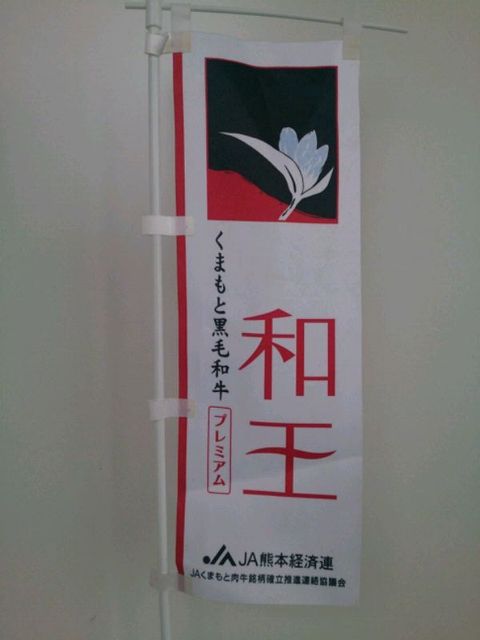 和王
くまもと黒毛和牛
プレミアム
JA JA熊本経済連
JAくまもと肉牛銘柄確立推進連絡協議会